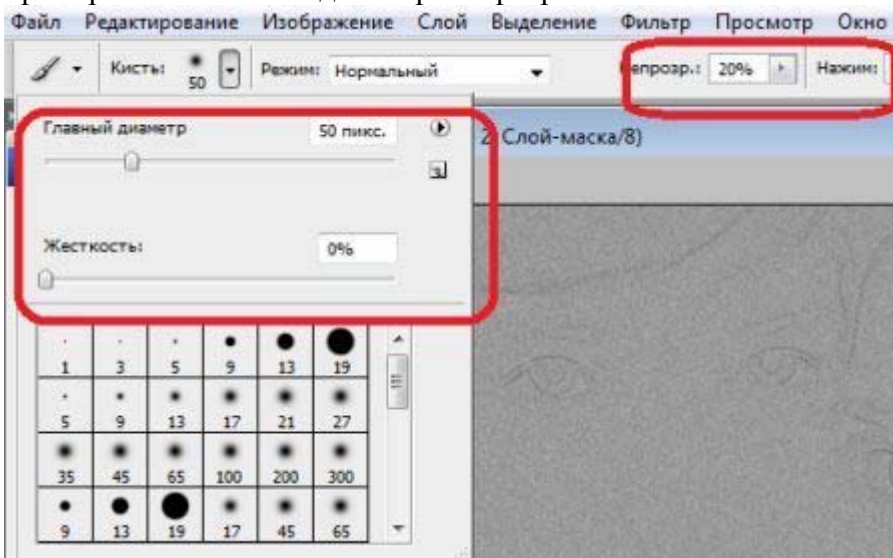 Файл Редактирование Изображение Слой Выделение Фильтр Просмотр Окно
Кисть: 50 Режим: Нормальный Непрозр.: 20% Нажим:
Главный диаметр 50 пикс.
2 Слой-маска/8)
Жесткость: 0%
1 3 5 9 13 19
5 9 13 17 21 27
35 45 65 100 200 300
9 13 19 17 45 65